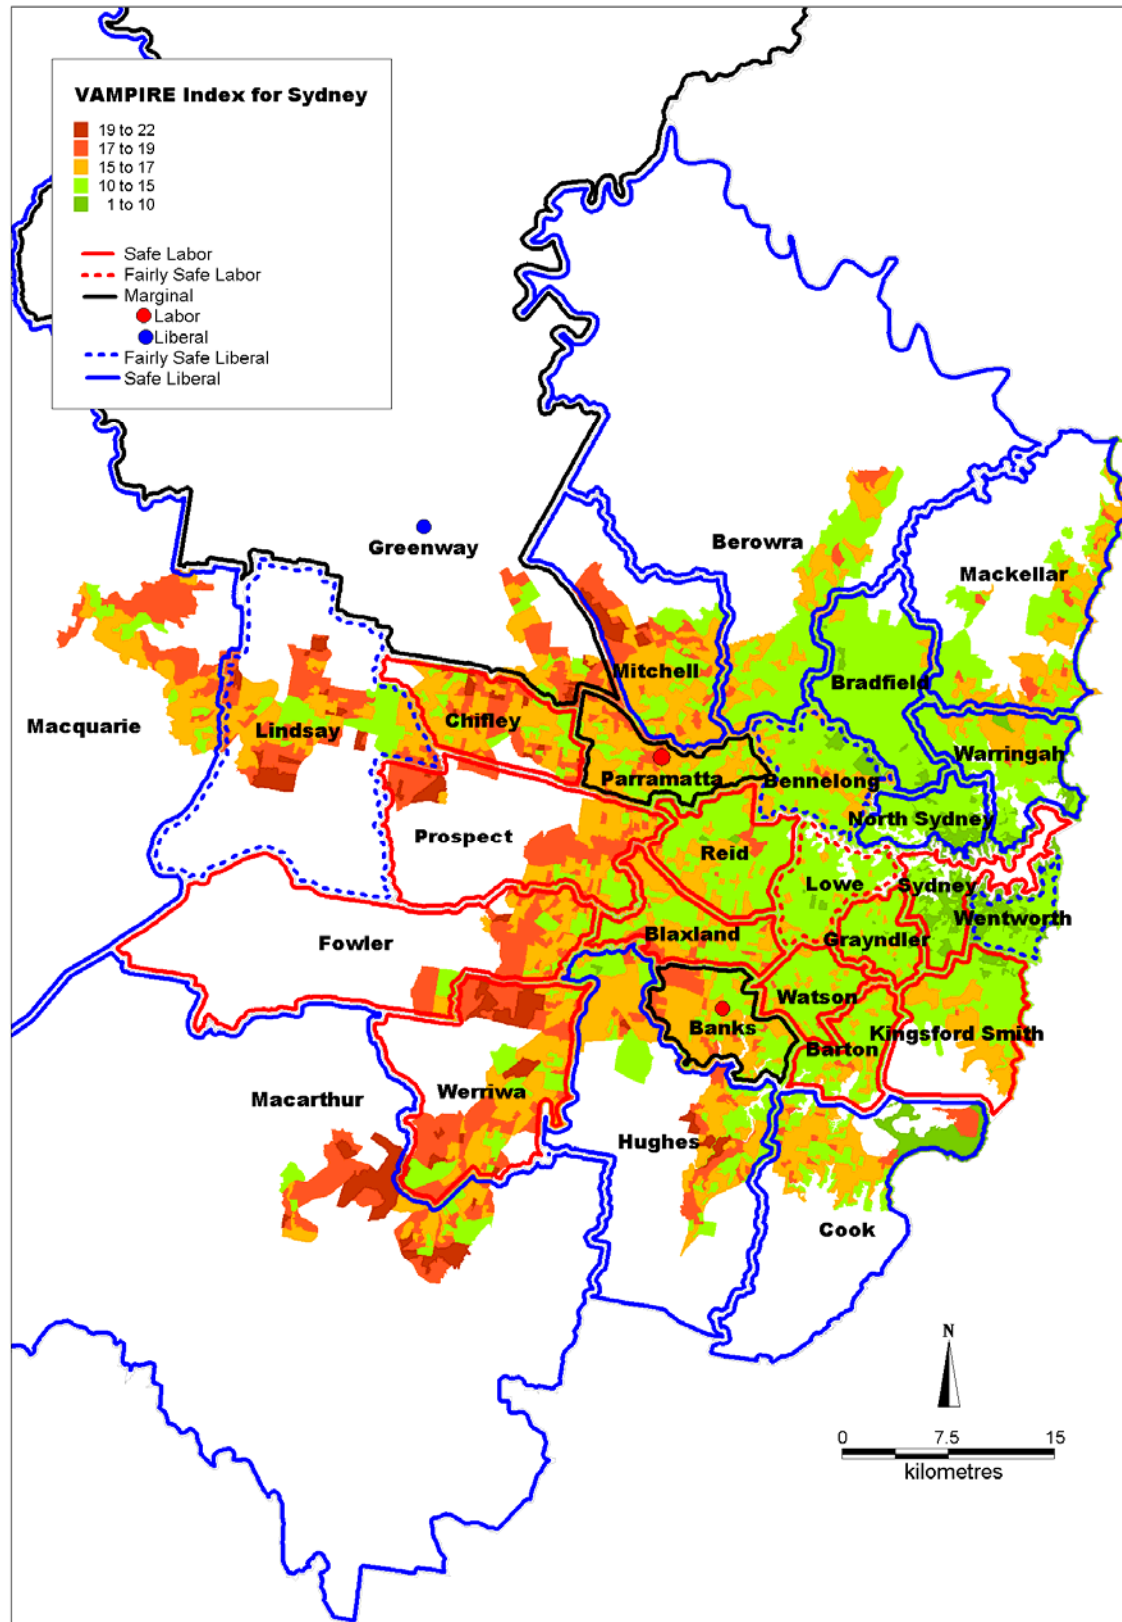 VAMPIRE Index for Sydney
19 to 22
17 to 19
15 to 17
10 to 15
1 to 10
Safe Labor
Fairly Safe Labor
Marginal
Labor
Liberal
Fairly Safe Liberal
Safe Liberal
Greenway
Berowra
Mackellar
Mitchell
Bradfield
Macquarie
Lindsay
Chifley
Warringah
Parramatta
Bennelong
North Sydney
Prospect
Reid
Lowe
Sydney
Wentworth
Fowler
Blaxland
Grayndler
Watson
Banks
Kingsford Smith
Barton
Macarthur
Werriwa
Hughes
Cook
N
0 7.5 15
kilometres